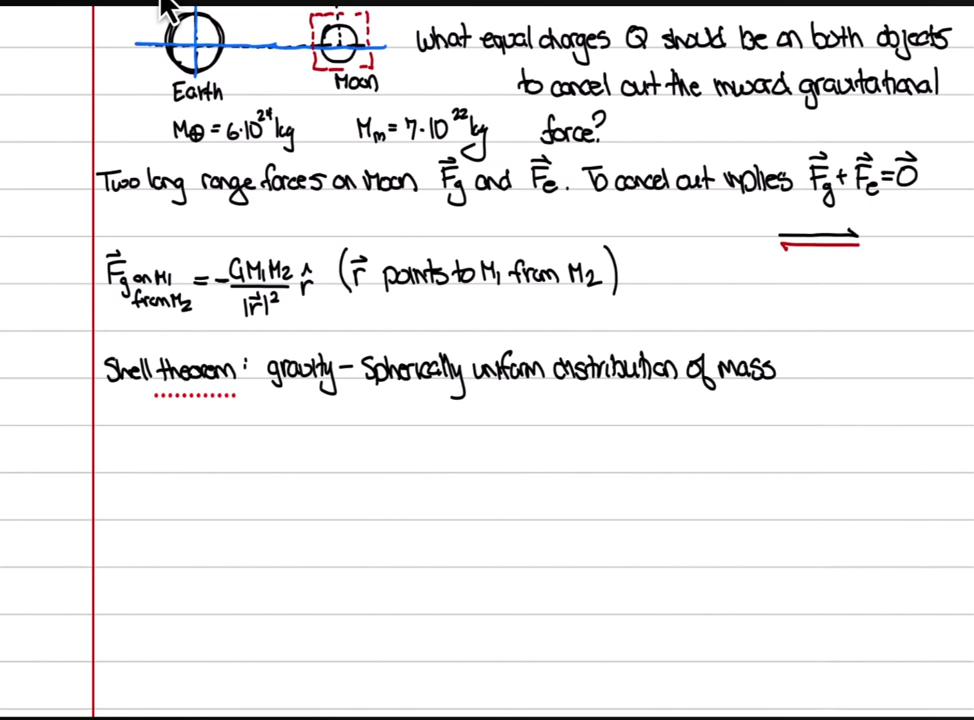 What equal charges Q should be on both objects
to cancel out the inward gravitational
force?
Earth
Moon
M⊕ = 6·10²⁴ kg
Mₘ = 7·10²² kg
Two long range forces on Moon F⃗g and F⃗e. To cancel out implies F⃗g + F⃗e = 0⃗
F⃗g on M₁ from M₂ = -GM₁M₂/|r⃗|² r̂ (r⃗ points to M₁ from M₂)
Shell theorem: gravity - Spherically uniform distribution of mass